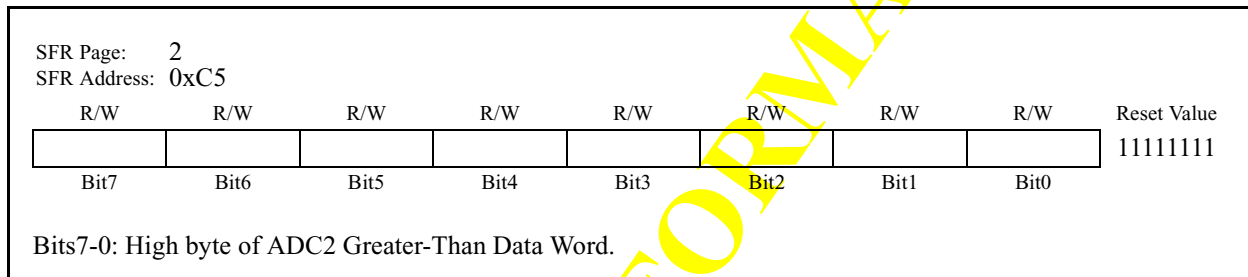 SFR Page: 2
SFR Address: 0xC5
R/W R/W R/W R/W R/W R/W R/W R/W Reset Value
11111111
Bit7 Bit6 Bit5 Bit4 Bit3 Bit2 Bit1 Bit0
Bits7-0: High byte of ADC2 Greater-Than Data Word.
FORMA